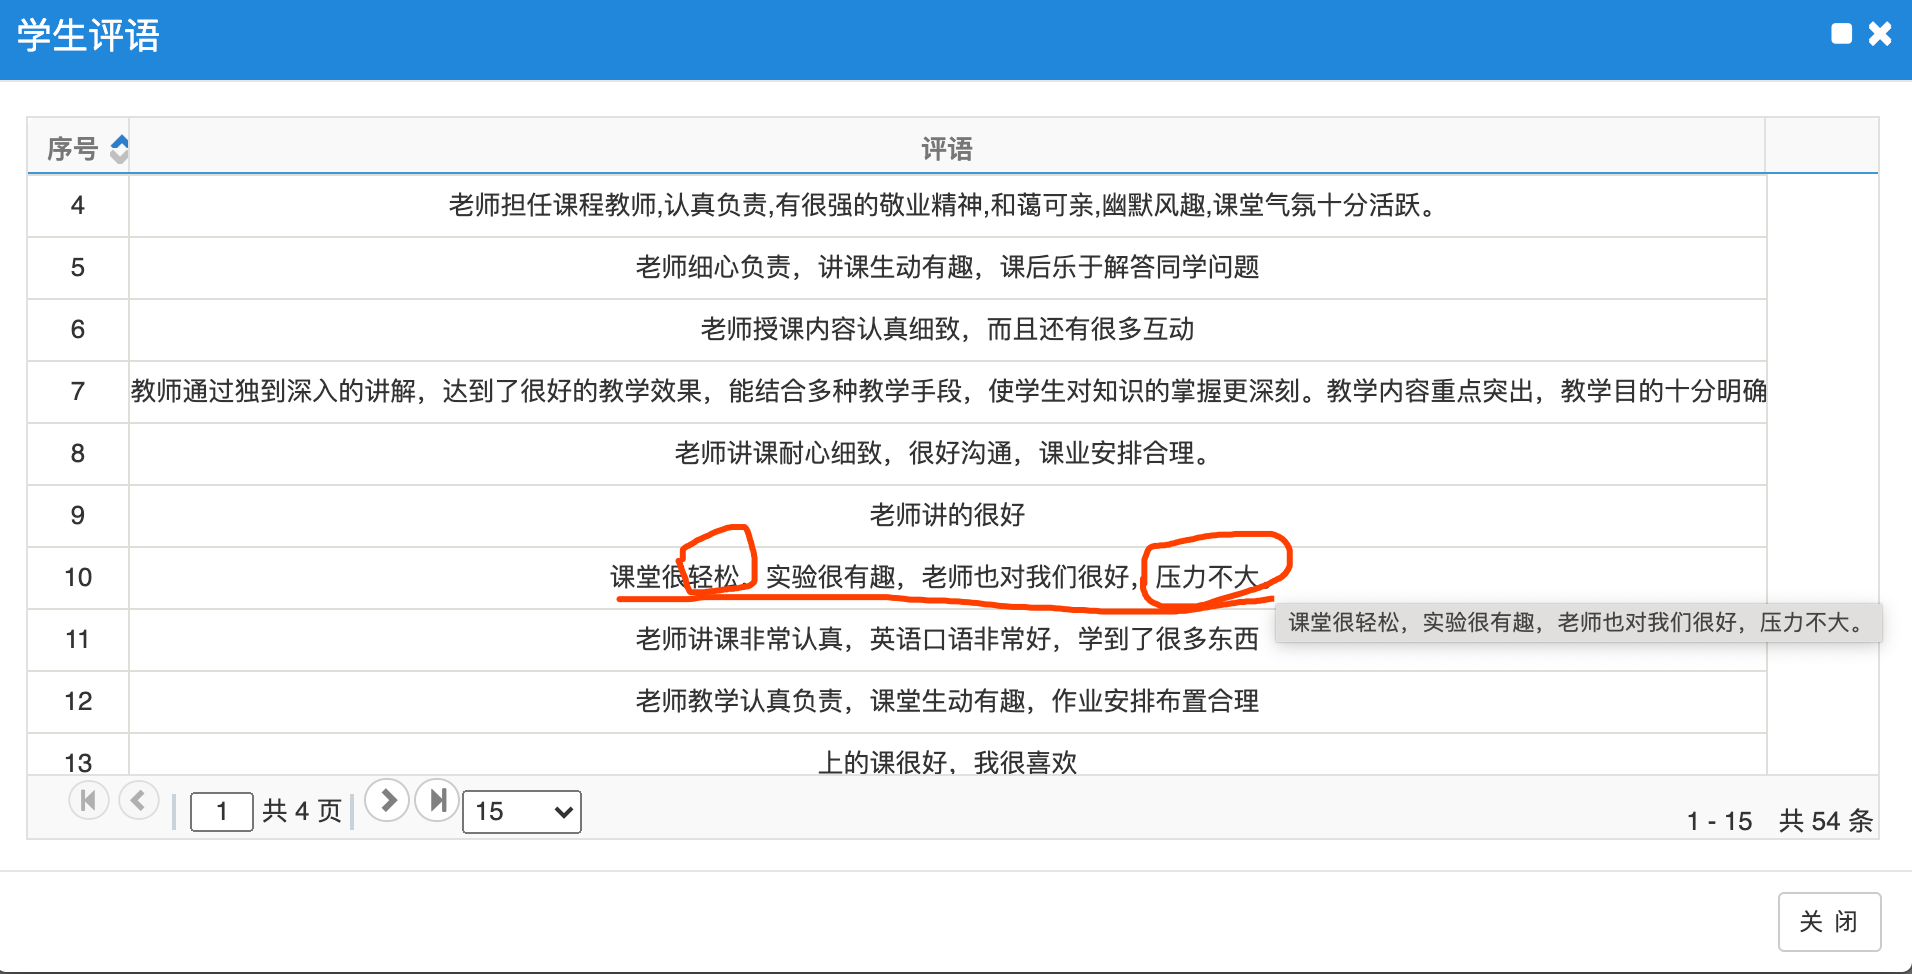 学生评语
序号 评语
4 老师担任课程教师,认真负责,有很强的敬业精神,和蔼可亲,幽默风趣,课堂气氛十分活跃。
5 老师细心负责，讲课生动有趣，课后乐于解答同学问题
6 老师授课内容认真细致，而且还有很多互动
7 教师通过独到深入的讲解，达到了很好的教学效果，能结合多种教学手段，使学生对知识的掌握更深刻。教学内容重点突出，教学目的十分明确
8 老师讲课耐心细致，很好沟通，课业安排合理。
9 老师讲的很好
10 课堂很轻松，实验很有趣，老师也对我们很好，压力不大。
课堂很轻松，实验很有趣，老师也对我们很好，压力不大。
11 老师讲课非常认真，英语口语非常好，学到了很多东西
12 老师教学认真负责，课堂生动有趣，作业安排布置合理
13 上的课很好，我很喜欢
1 共 4 页 15 1 - 15 共 54 条
关 闭